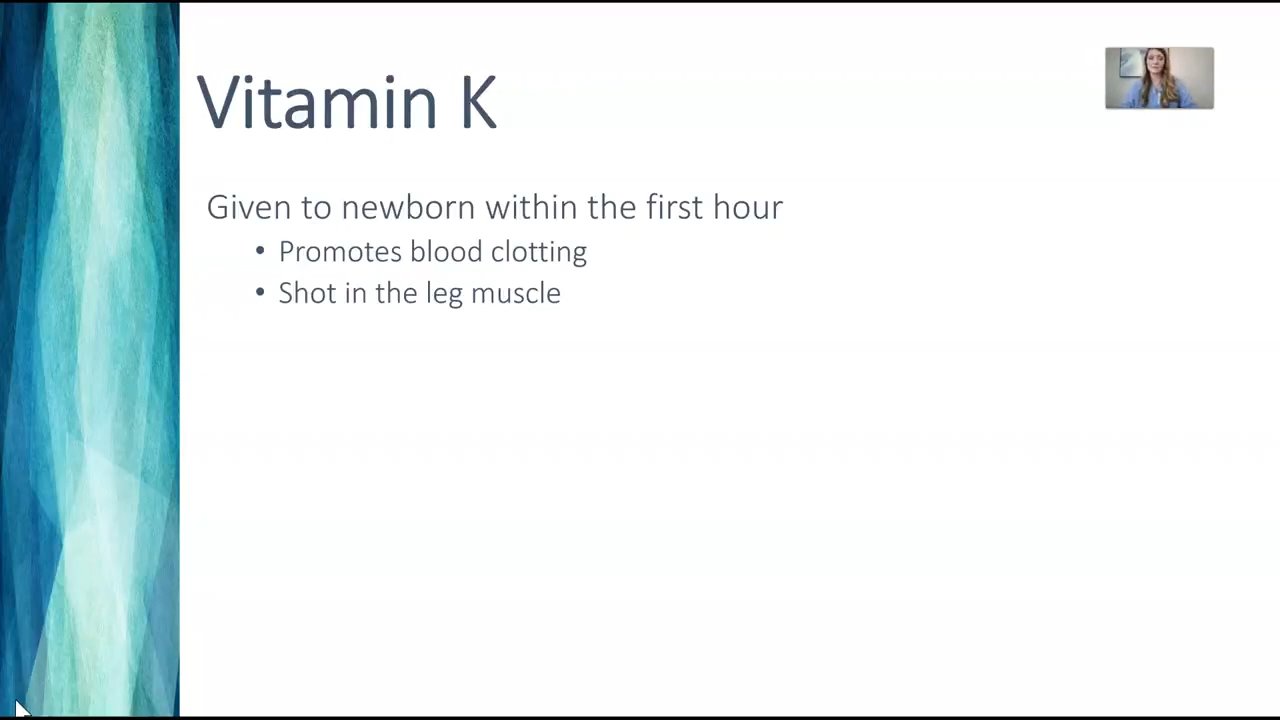 Vitamin K
Given to newborn within the first hour
• Promotes blood clotting
• Shot in the leg muscle